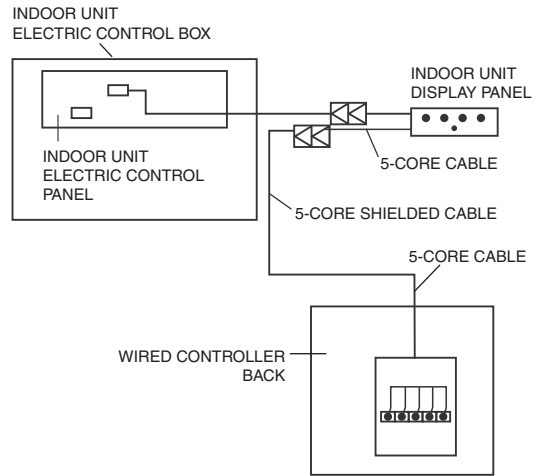 INDOOR UNIT
ELECTRIC CONTROL BOX
INDOOR UNIT
DISPLAY PANEL
INDOOR UNIT
ELECTRIC CONTROL
PANEL
5-CORE CABLE
5-CORE SHIELDED CABLE
5-CORE CABLE
WIRED CONTROLLER
BACK